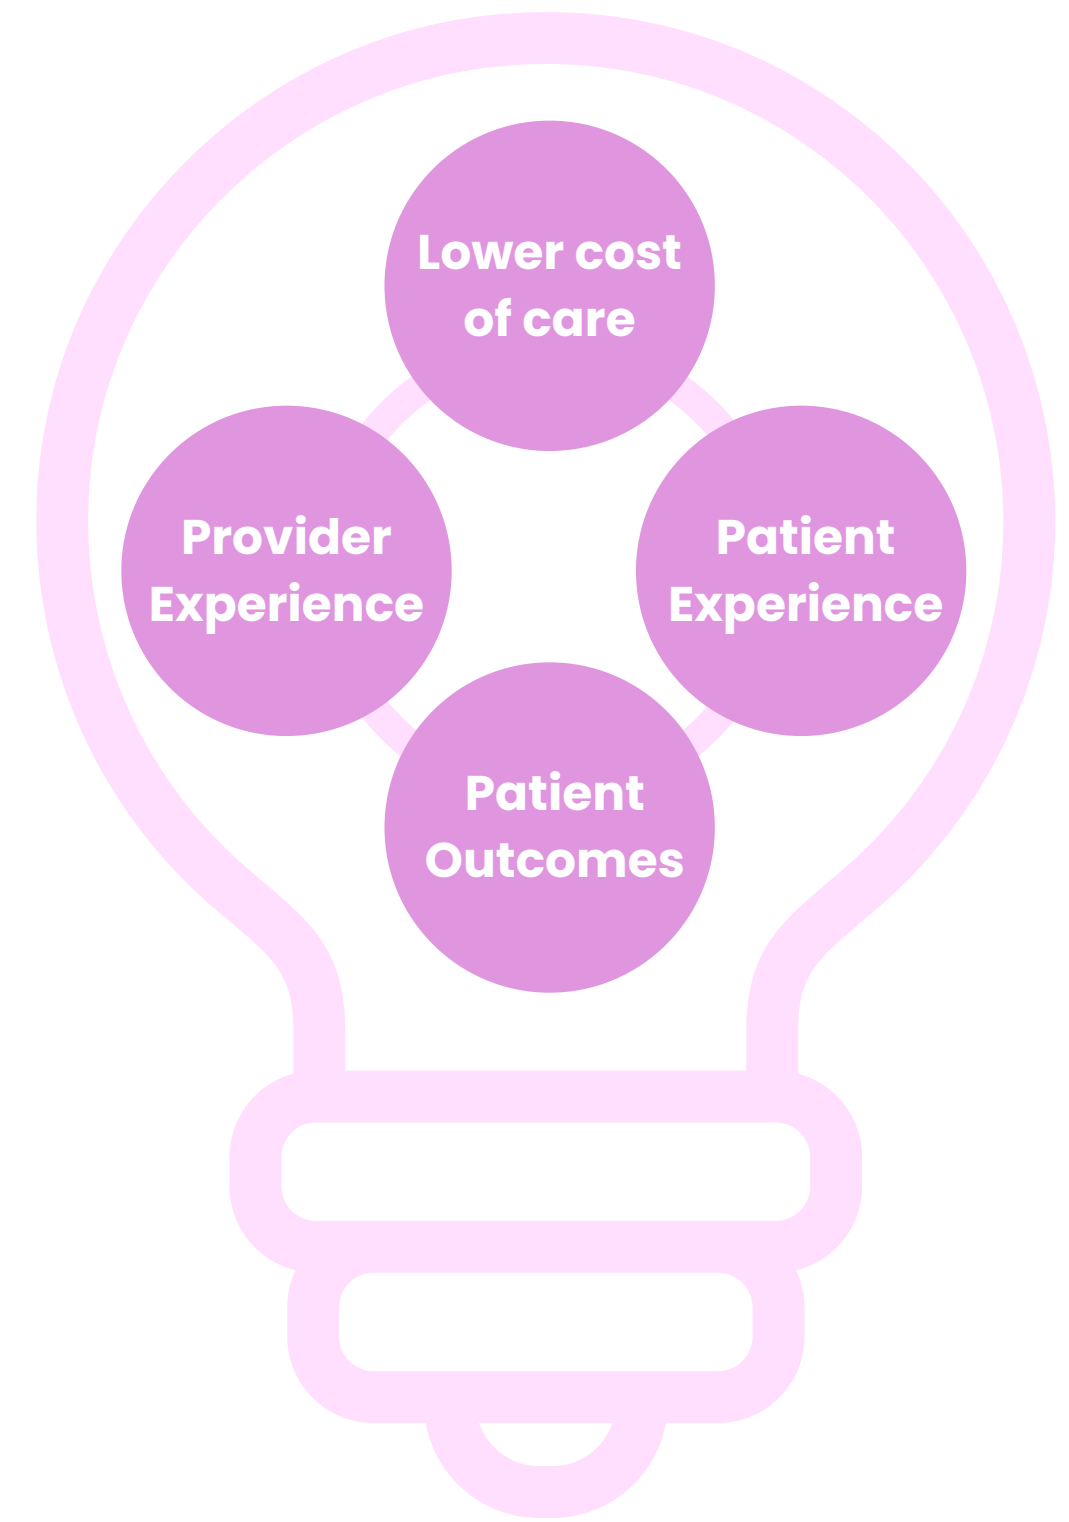 Lower cost
of care
Provider
Experience
Patient
Experience
Patient
Outcomes